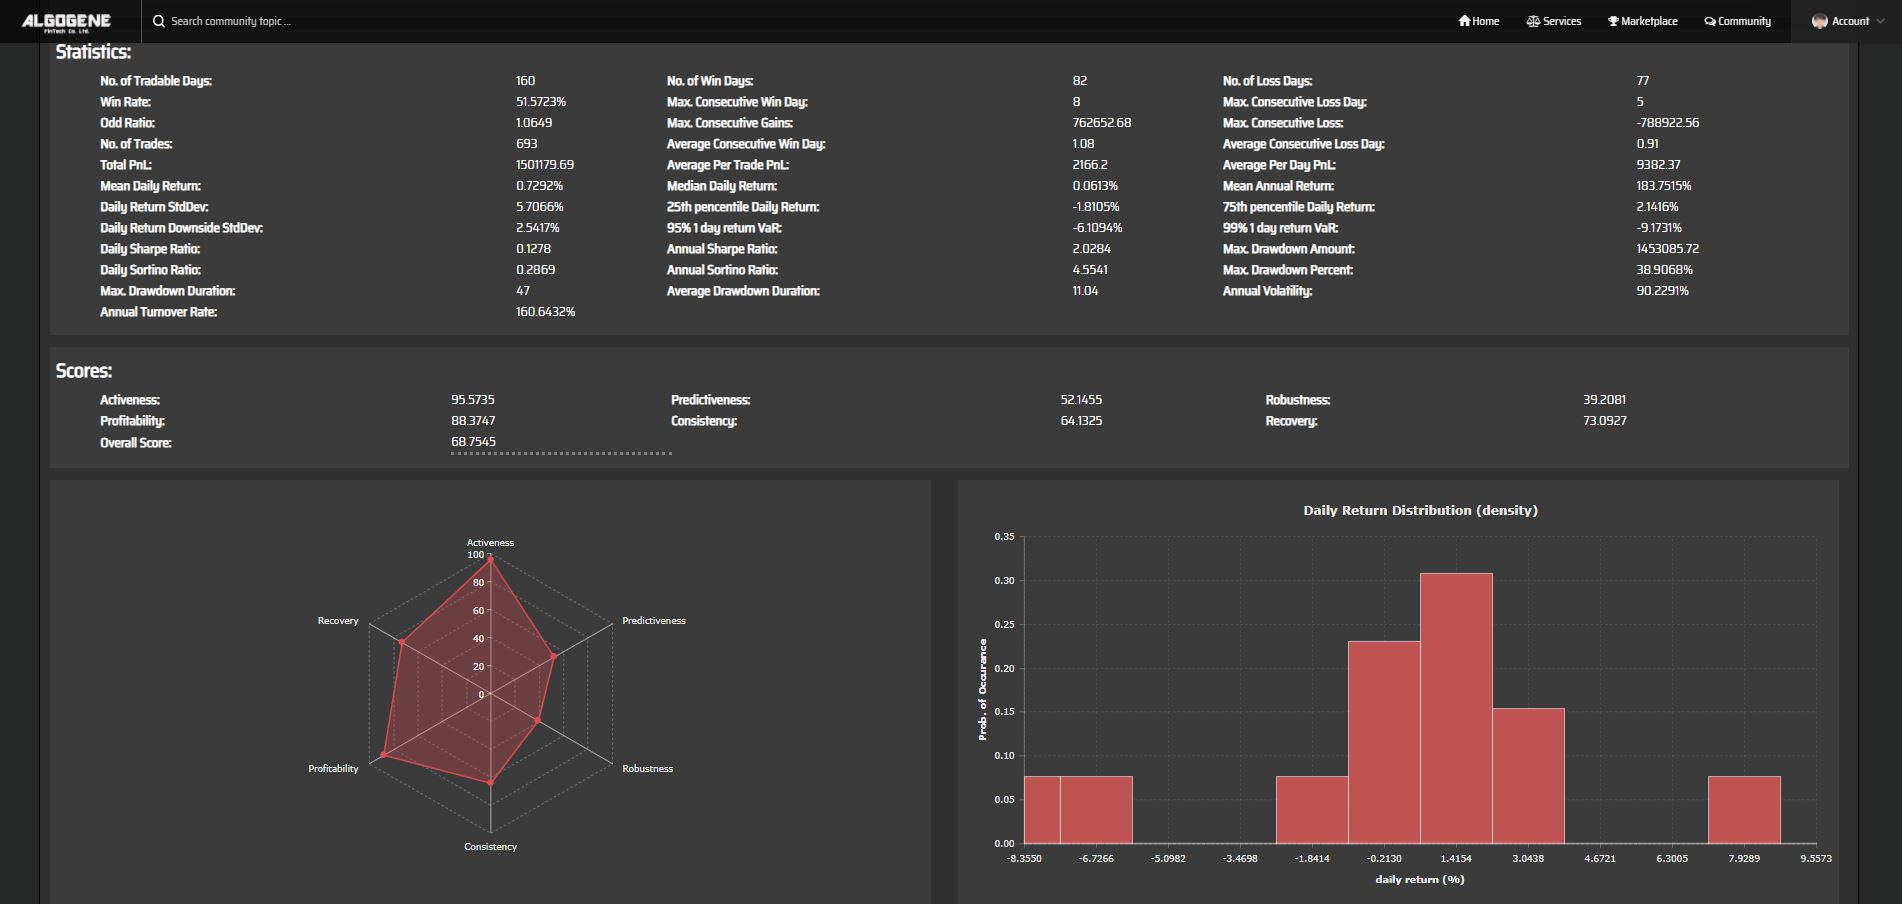 ALGOGENE
FinTech Co. Ltd.
Search community topic ...
Home
Services
Marketplace
Community
Account
Statistics:
No. of Tradable Days: 160 No. of Win Days: 82 No. of Loss Days: 77
Win Rate: 51.5723% Max. Consecutive Win Day: 8 Max. Consecutive Loss Day: 5
Odd Ratio: 1.0649 Max. Consecutive Gains: 762652.68 Max. Consecutive Loss: -788922.56
No. of Trades: 693 Average Consecutive Win Day: 1.08 Average Consecutive Loss Day: 0.91
Total PnL: 1501179.69 Average Per Trade PnL: 2166.2 Average Per Day PnL: 9382.37
Mean Daily Return: 0.7292% Median Daily Return: 0.0613% Mean Annual Return: 183.7515%
Daily Return StdDev: 5.7066% 25th pencentile Daily Return: -1.8105% 75th pencentile Daily Return: 2.1416%
Daily Return Downside StdDev: 2.5417% 95% 1 day return VaR: -6.1094% 99% 1 day return VaR: -9.1731%
Daily Sharpe Ratio: 0.1278 Annual Sharpe Ratio: 2.0284 Max. Drawdown Amount: 1453085.72
Daily Sortino Ratio: 0.2869 Annual Sortino Ratio: 4.5541 Max. Drawdown Percent: 38.9068%
Max. Drawdown Duration: 47 Average Drawdown Duration: 11.04 Annual Volatility: 90.2291%
Annual Turnover Rate: 160.6432%
Scores:
Activeness: 95.5735 Predictiveness: 52.1455 Robustness: 39.2081
Profitability: 88.3747 Consistency: 64.1325 Recovery: 73.0927
Overall Score: 68.7545
Activeness
100
80
60
40
20
0
Recovery
Predictiveness
Profitability
Robustness
Consistency
Daily Return Distribution (density)
0.35
0.30
0.25
0.20
0.15
0.10
0.05
0.00
Prob. of Occurance
-8.3550 -6.7266 -5.0982 -3.4698 -1.8414 -0.2130 1.4154 3.0438 4.6721 6.3005 7.9289 9.5573
daily return (%)